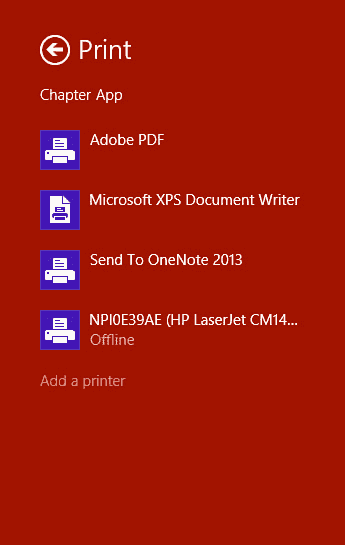 Print
Chapter App
Adobe PDF
Microsoft XPS Document Writer
Send To OneNote 2013
NPI0E39AE (HP LaserJet CM14...
Offline
Add a printer